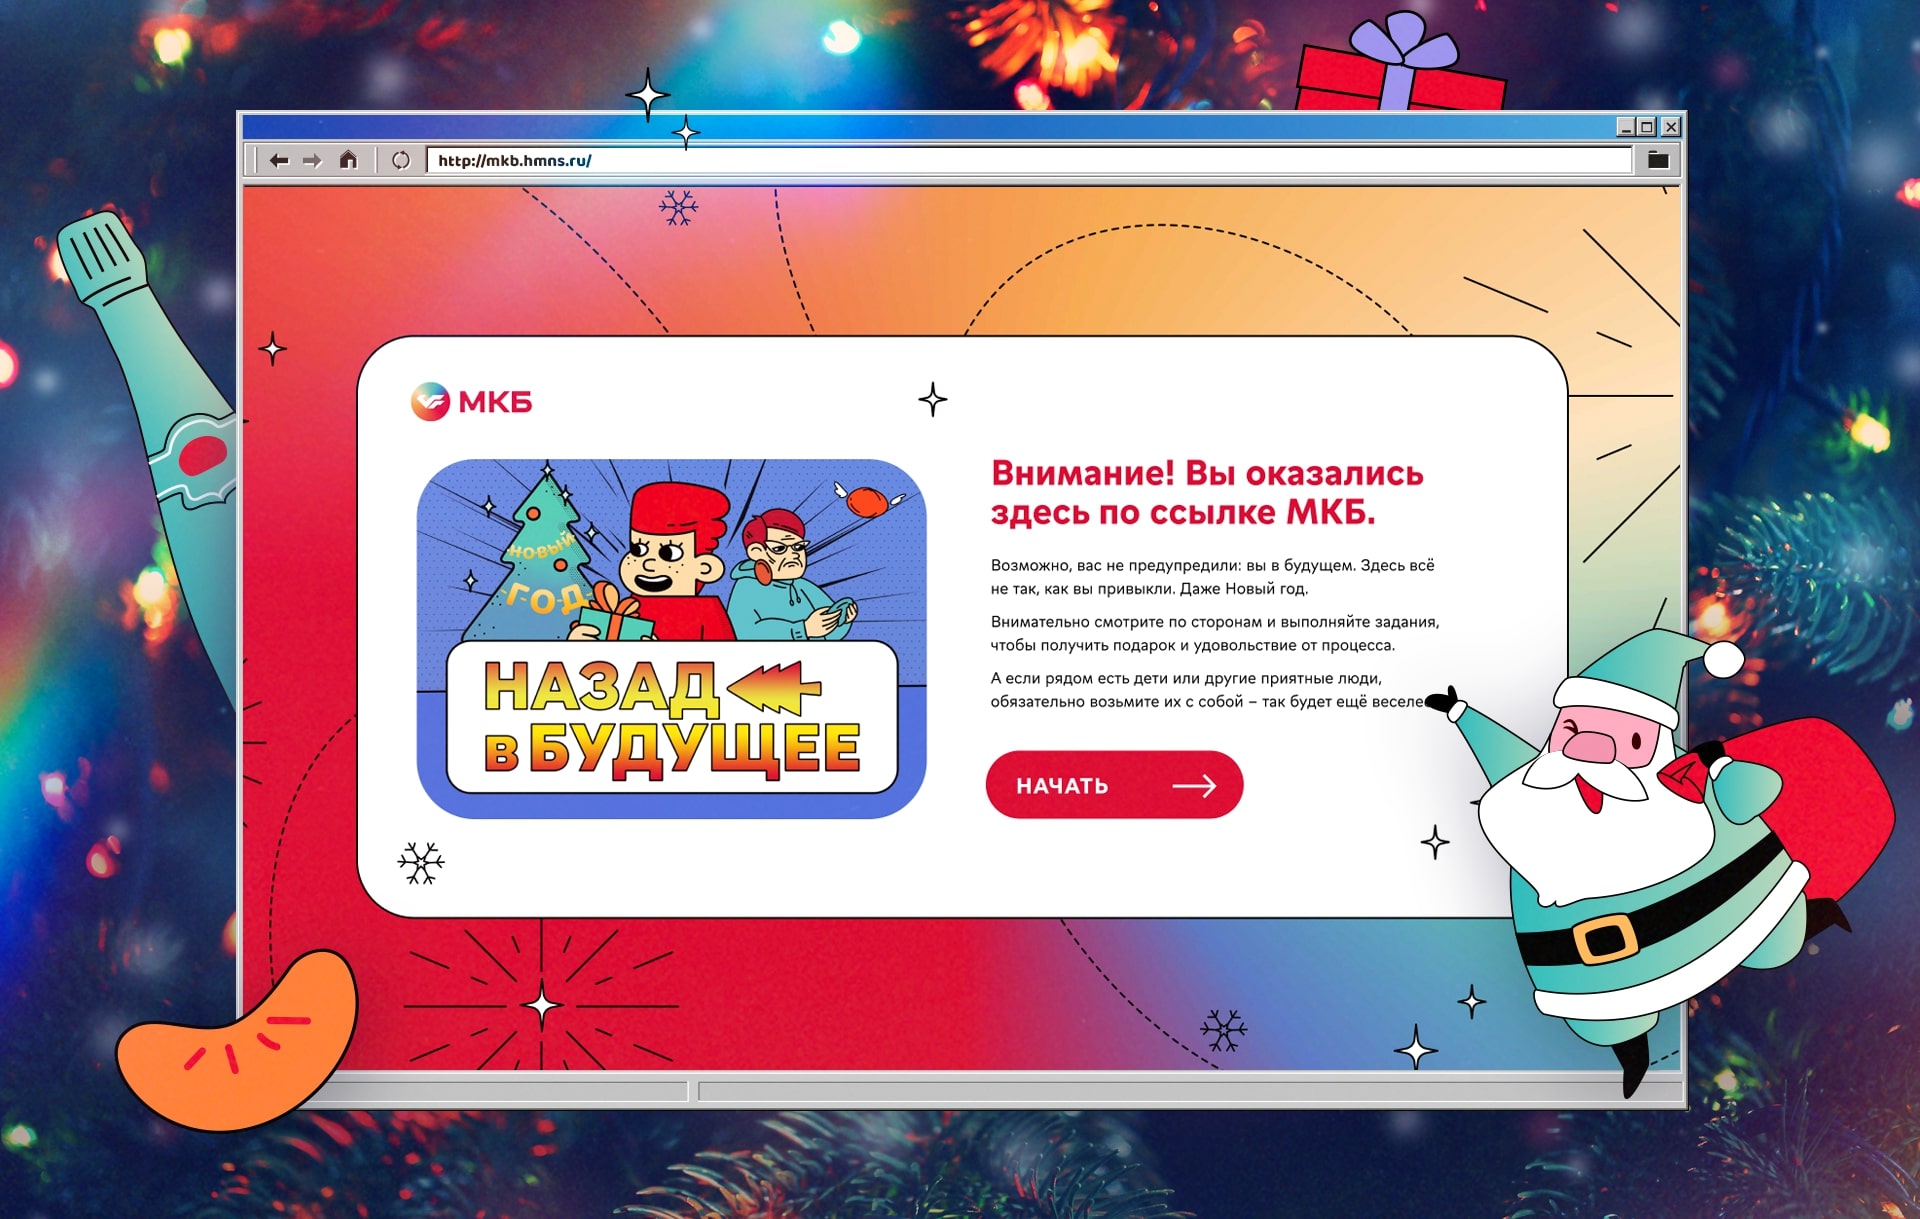 http://mkb.hmns.ru/
МКБ
НОВЫЙ
ГОД
НАЗАД
в БУДУЩЕЕ
Внимание! Вы оказались
здесь по ссылке МКБ.
Возможно, вас не предупредили: вы в будущем. Здесь всё
не так, как вы привыкли. Даже Новый год.
Внимательно смотрите по сторонам и выполняйте задания,
чтобы получить подарок и удовольствие от процесса.
А если рядом есть дети или другие приятные люди,
обязательно возьмите их с собой – так будет ещё веселе
НАЧАТЬ